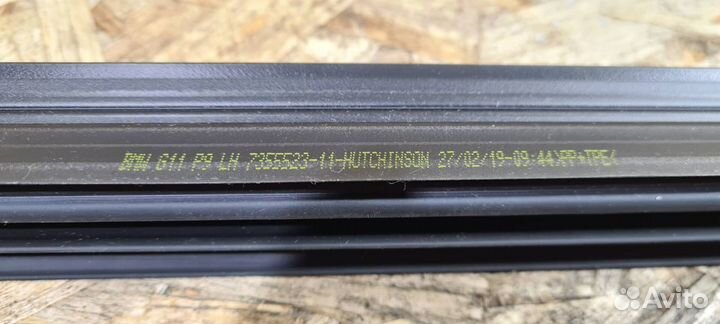 BMW G11 P9 LH 7355523-11-HUTCHINSON 27/02/19-09:44>PP+TPE<
Avito